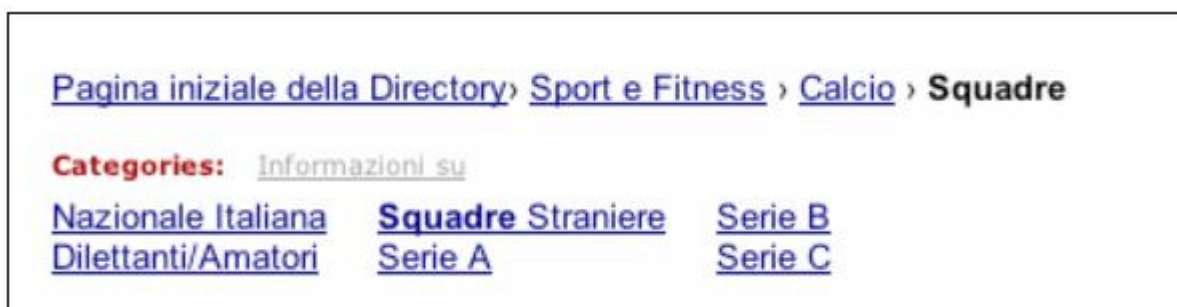 Pagina iniziale della Directory› Sport e Fitness › Calcio › Squadre
Categories: Informazioni su
Nazionale Italiana Squadre Straniere Serie B
Dilettanti/Amatori Serie A Serie C